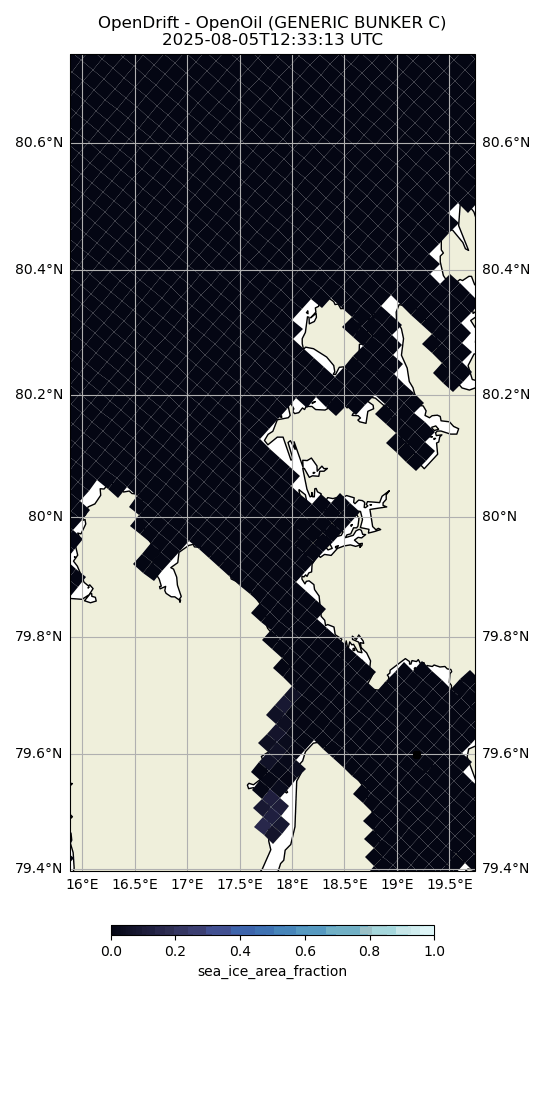 OpenDrift - OpenOil (GENERIC BUNKER C)
2025-08-05T12:33:13 UTC
80.6°N 80.6°N
80.4°N 80.4°N
80.2°N 80.2°N
80°N 80°N
79.8°N 79.8°N
79.6°N 79.6°N
79.4°N 79.4°N
16°E 16.5°E 17°E 17.5°E 18°E 18.5°E 19°E 19.5°E
0.0 0.2 0.4 0.6 0.8 1.0
sea_ice_area_fraction